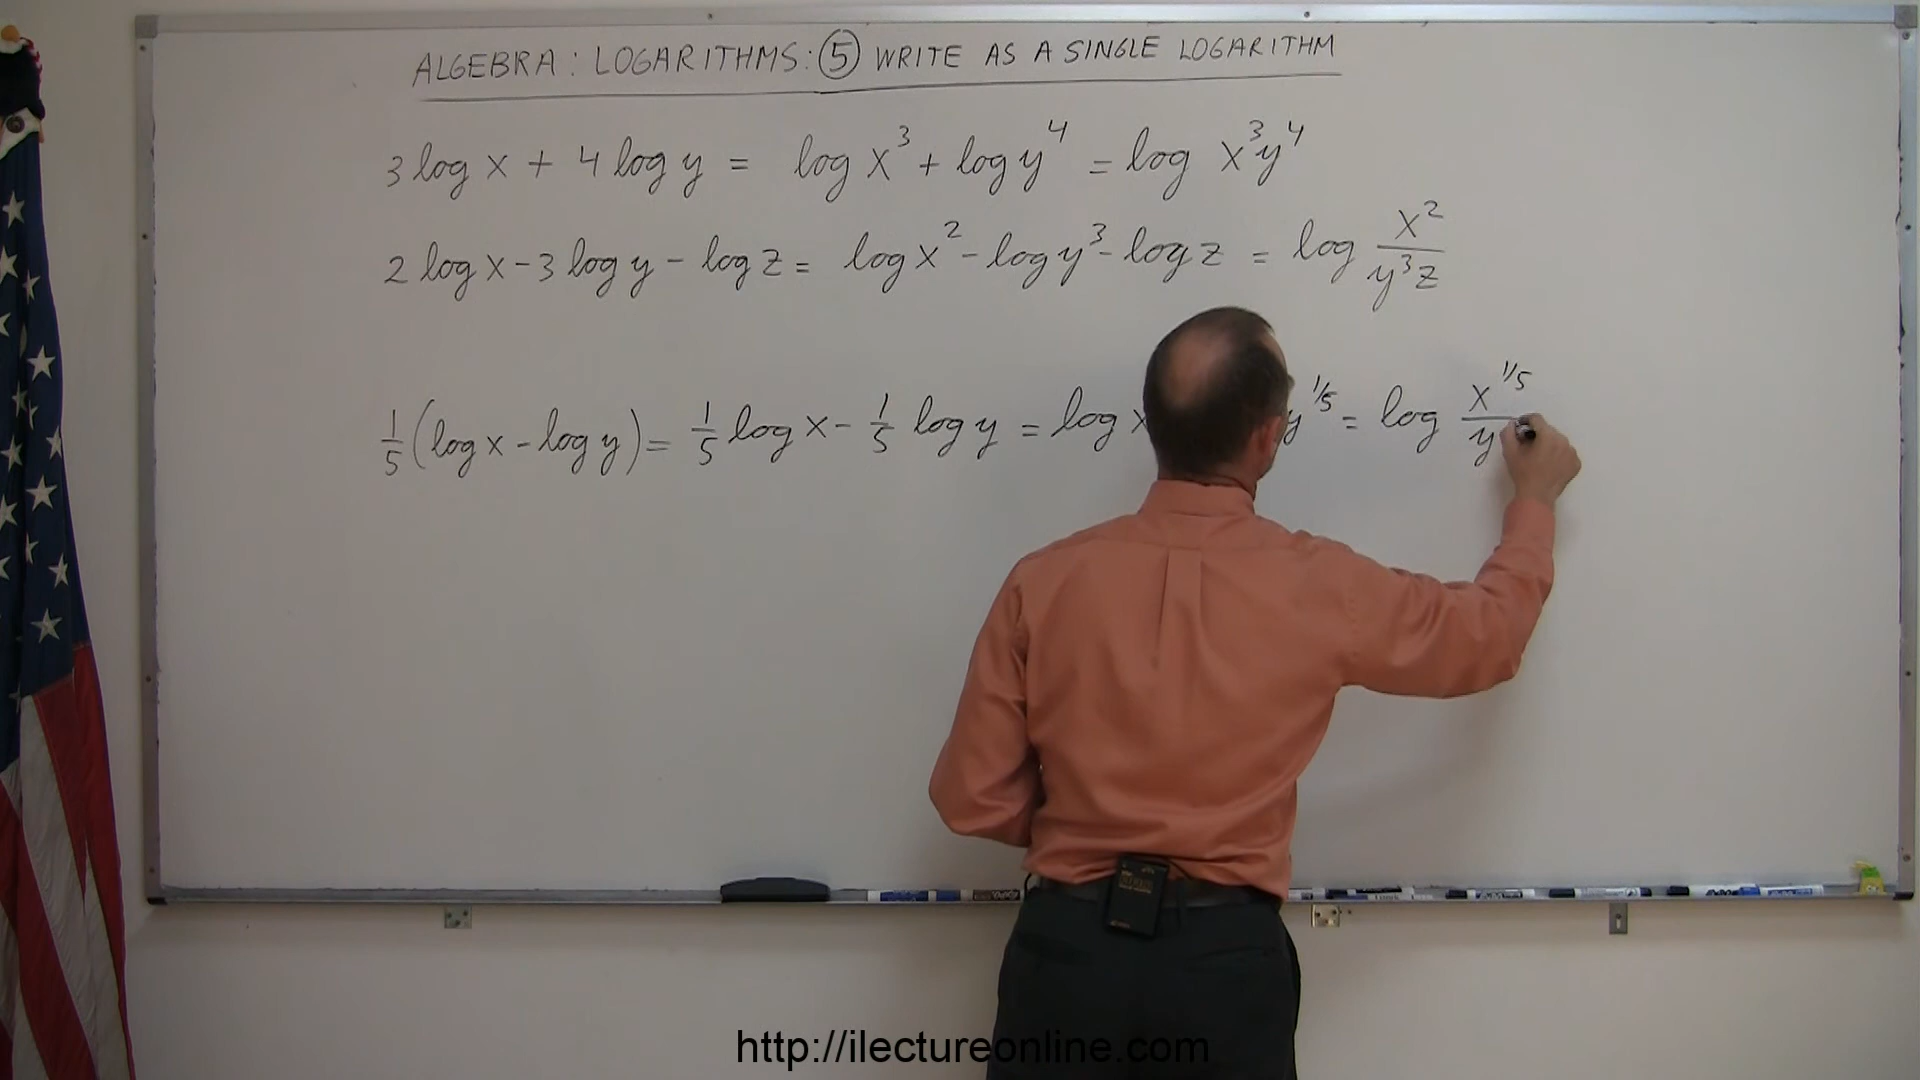 ALGEBRA: LOGARITHMS: ⑤ WRITE AS A SINGLE LOGARITHM
3 log x + 4 log y = log x³ + log y⁴ = log x³y⁴
2 log x - 3 log y - log z = log x² - log y³ - log z = log x²/y³z
1/5 (log x - log y) = 1/5 log x - 1/5 log y = log x y^1/5 = log x^1/5 / y
http://ilectureonline.com